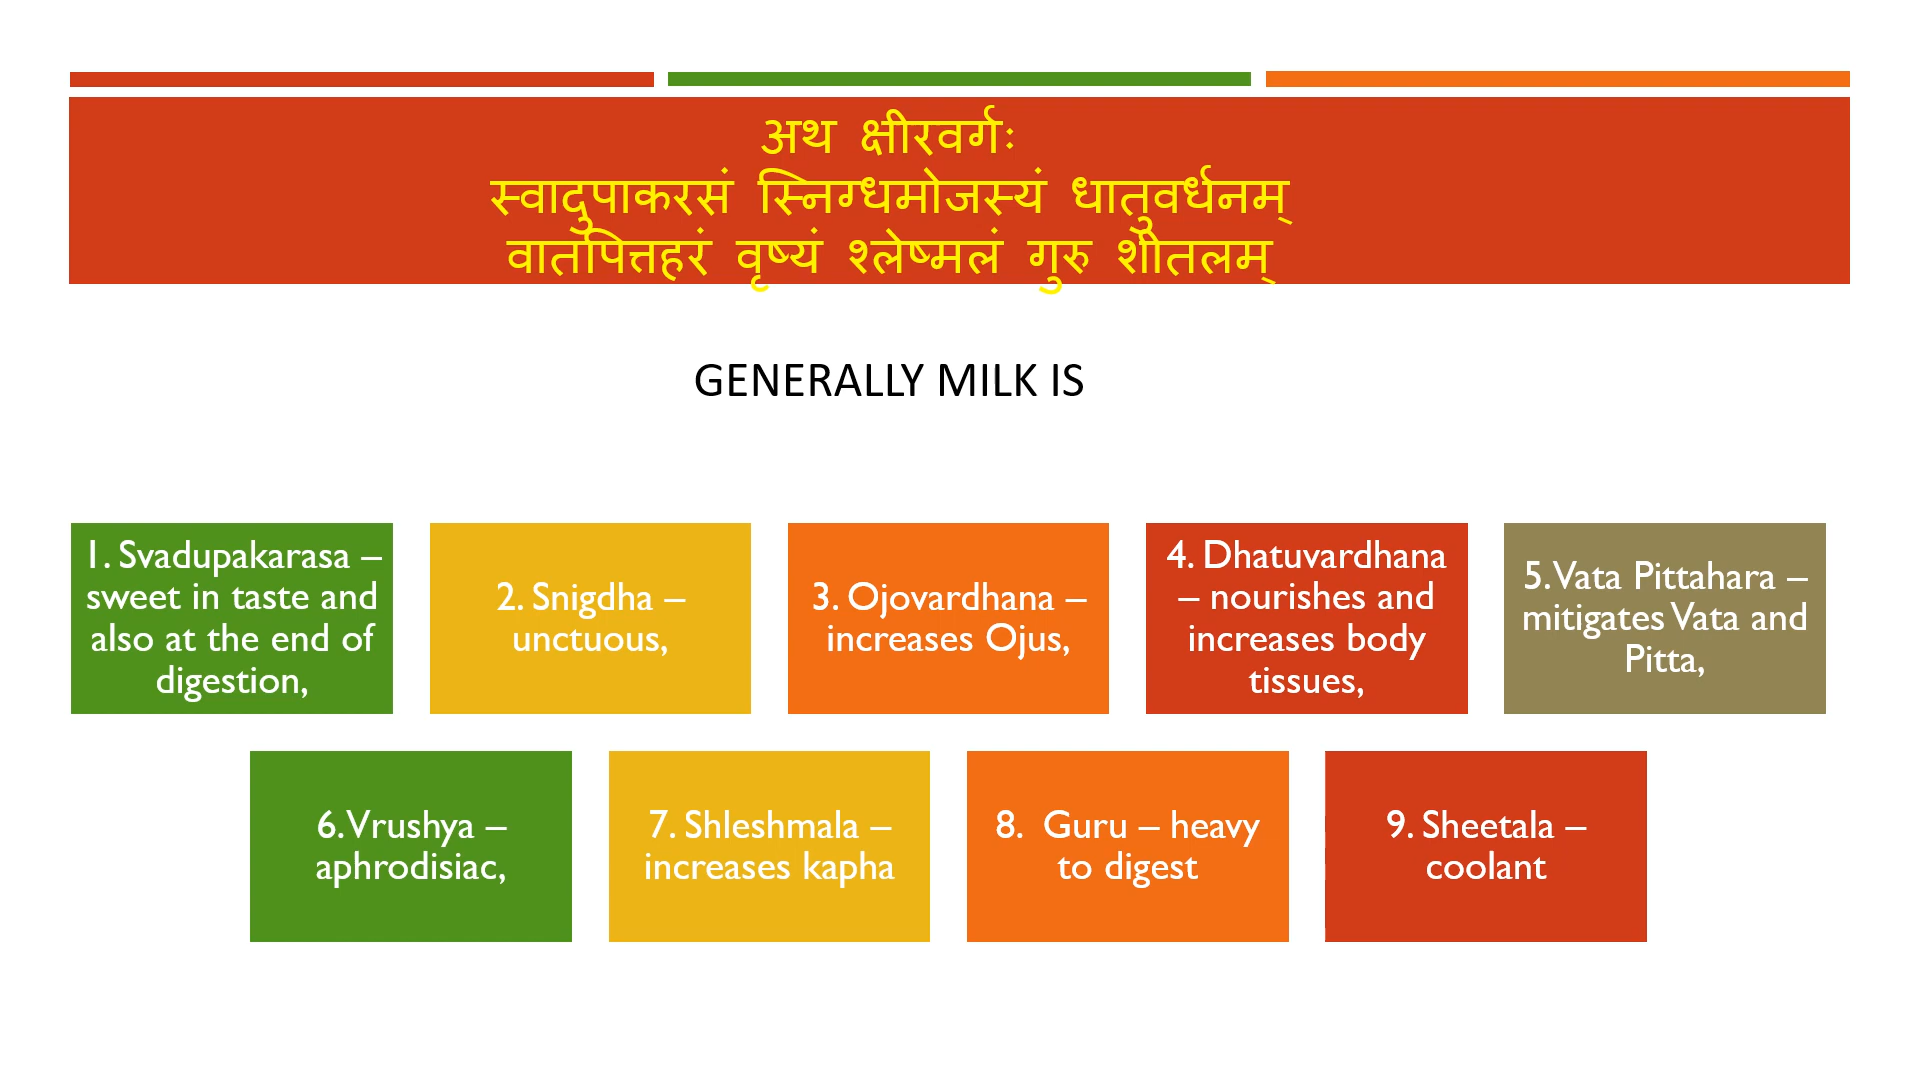 अथ क्षीरवर्गः
स्वादुपाकरसं स्निग्धमोजस्यं धातुवर्धनम्
वातपित्तहरं वृष्यं श्लेष्मलं गुरु शीतलम्
GENERALLY MILK IS
1. Svadupakarasa –
sweet in taste and
also at the end of
digestion,
2. Snigdha –
unctuous,
3. Ojovardhana –
increases Ojus,
4. Dhatuvardhana
– nourishes and
increases body
tissues,
5. Vata Pittahara –
mitigates Vata and
Pitta,
6. Vrushya –
aphrodisiac,
7. Shleshmala –
increases kapha
8. Guru – heavy
to digest
9. Sheetala –
coolant